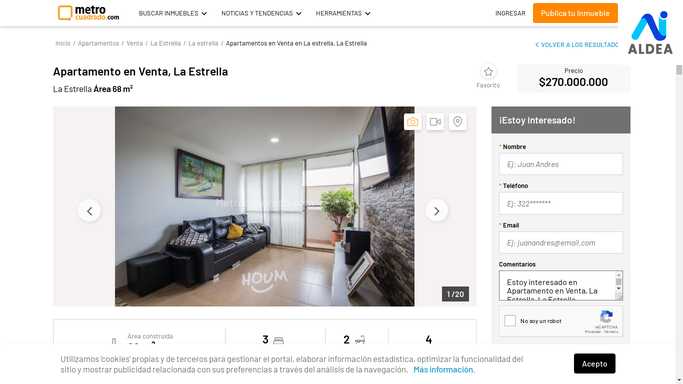 metro
cuadrado.com
BUSCAR INMUEBLES
NOTICIAS Y TENDENCIAS
HERRAMIENTAS
INGRESAR
Publica tu Inmueble
ALDEA
Inicio / Apartamentos / Venta / La Estrella / La estrella / Apartamentos en Venta en La estrella, La Estrella
VOLVER A LOS RESULTADO
Apartamento en Venta, La Estrella
La Estrella Área 68 m²
Favorito
Precio
$270.000.000
HOUM
1 / 20
¡Estoy Interesado!
* Nombre
Ej: Juan Andres
* Teléfono
Ej: 322*******
* Email
Ej: juanandres@email.com
Comentarios
Estoy interesado en
Apartamento en Venta, La
Estrella, La Estrella
No soy un robot
reCAPTCHA
Privacidad - Términos
Área construida
3
2
4
Utilizamos 'cookies' propias y de terceros para gestionar el portal, elaborar información estadística, optimizar la funcionalidad del
sitio y mostrar publicidad relacionada con sus preferencias a través del análisis de la navegación. Más información.
Acepto